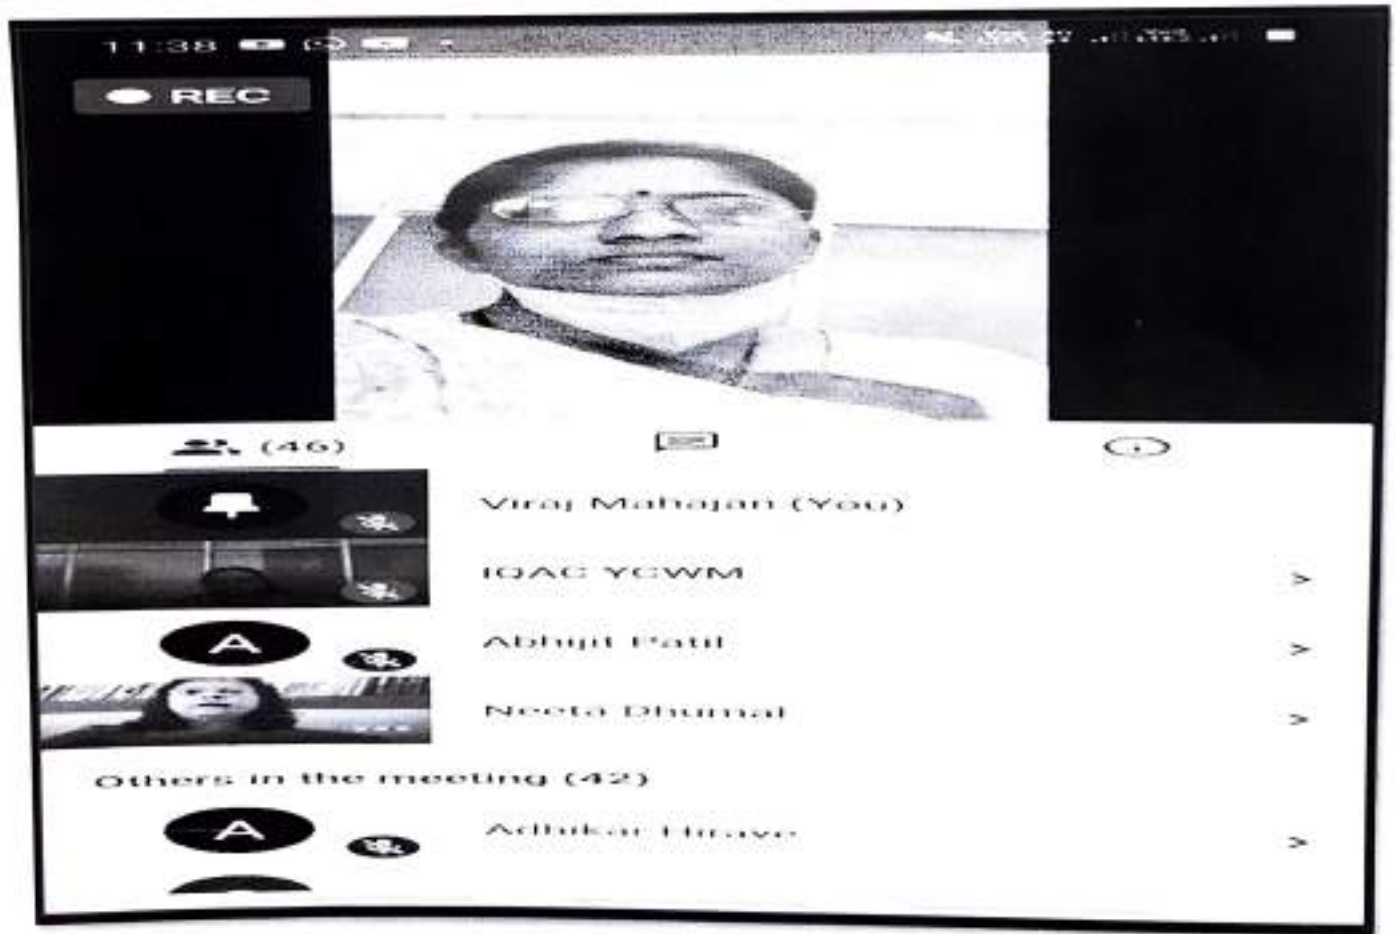 11:38
REC
(46)
Viraj Mahajan (You)
IQAC YCWM
A
Abhijit Patil
Neeta Dhumal
Others in the meeting (42)
A
Adhikar Hirave